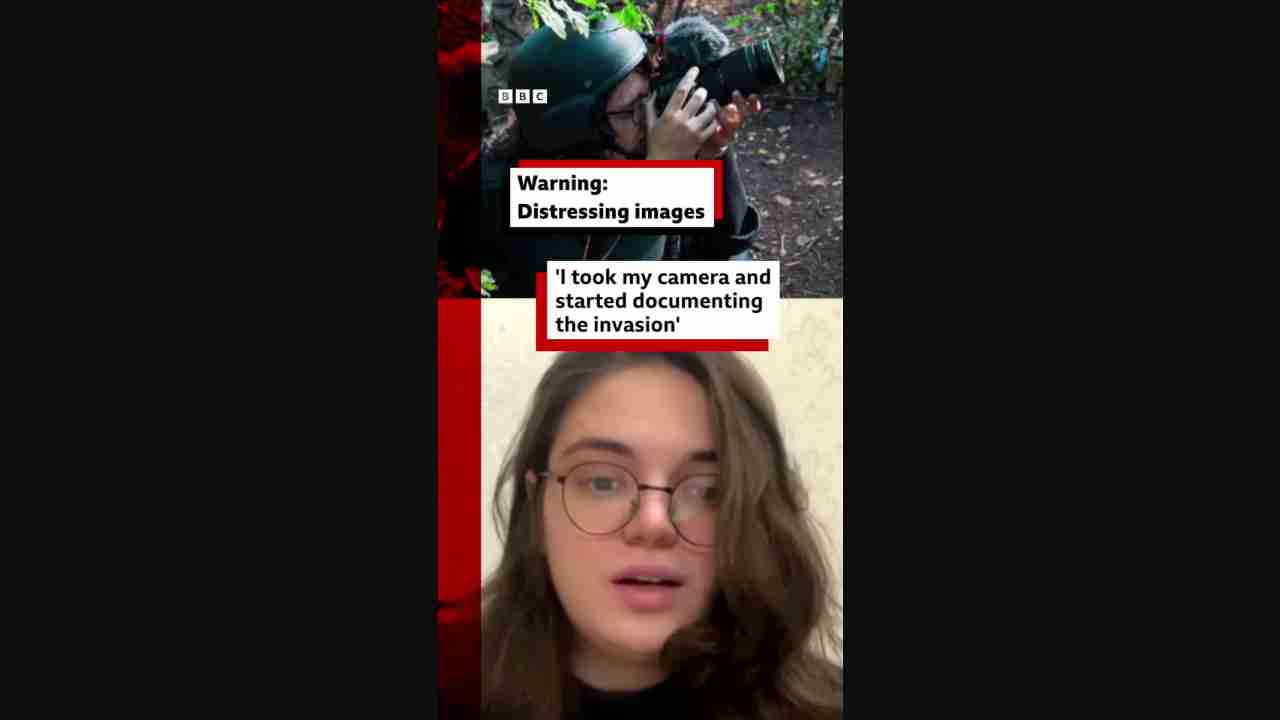 BBC
Warning:
Distressing images
'I took my camera and
started documenting
the invasion'